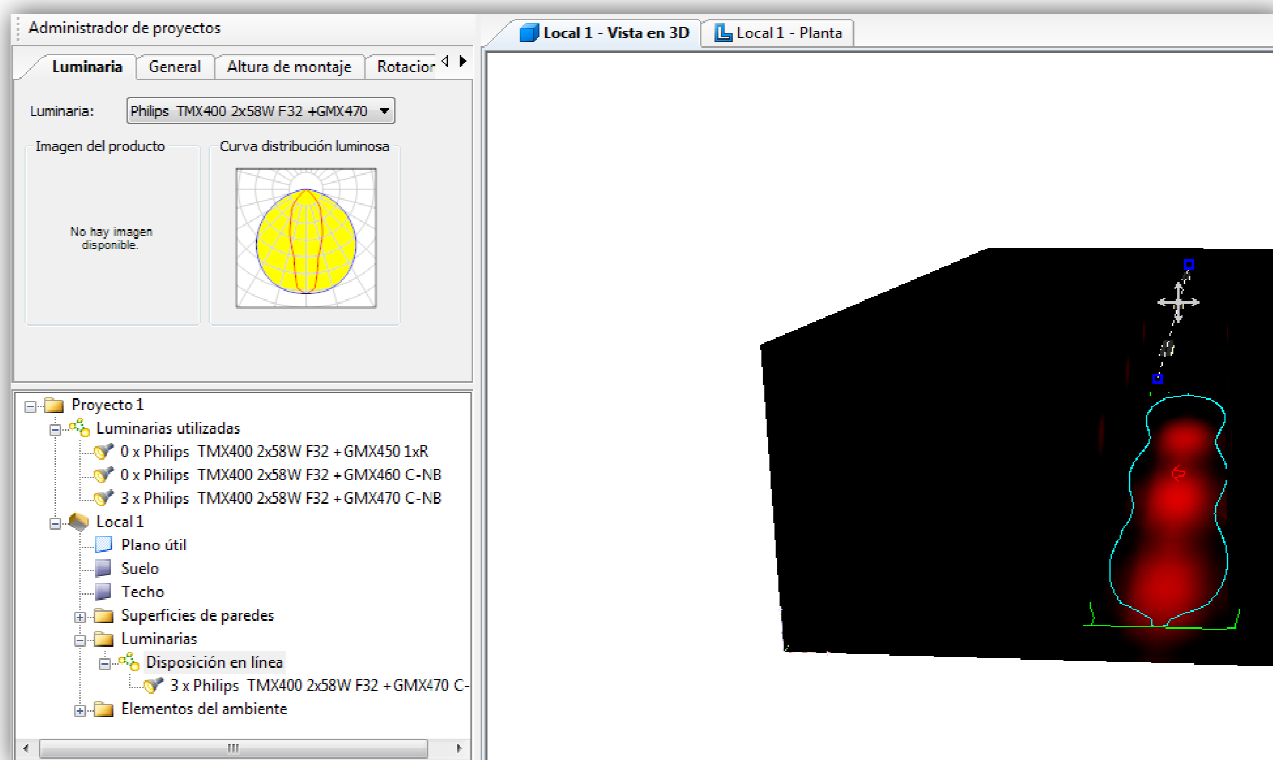 Administrador de proyectos
Local 1 - Vista en 3D
Local 1 - Planta
Luminaria
General
Altura de montaje
Rotacior
Luminaria:
Philips TMX400 2x58W F32 +GMX470
Imagen del producto
Curva distribución luminosa
No hay imagen
disponible.
Proyecto 1
Luminarias utilizadas
0 x Philips TMX400 2x58W F32 +GMX450 1xR
0 x Philips TMX400 2x58W F32 +GMX460 C-NB
3 x Philips TMX400 2x58W F32 +GMX470 C-NB
Local 1
Plano útil
Suelo
Techo
Superficies de paredes
Luminarias
Disposición en línea
3 x Philips TMX400 2x58W F32 +GMX470 C-
Elementos del ambiente